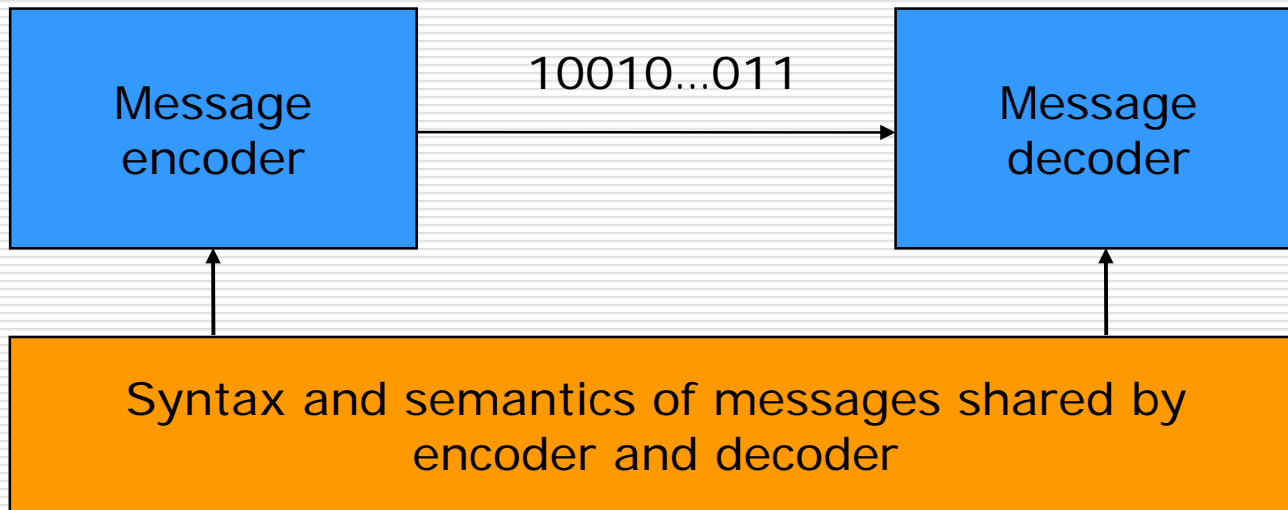 Message
encoder
10010...011
Message
decoder
Syntax and semantics of messages shared by
encoder and decoder